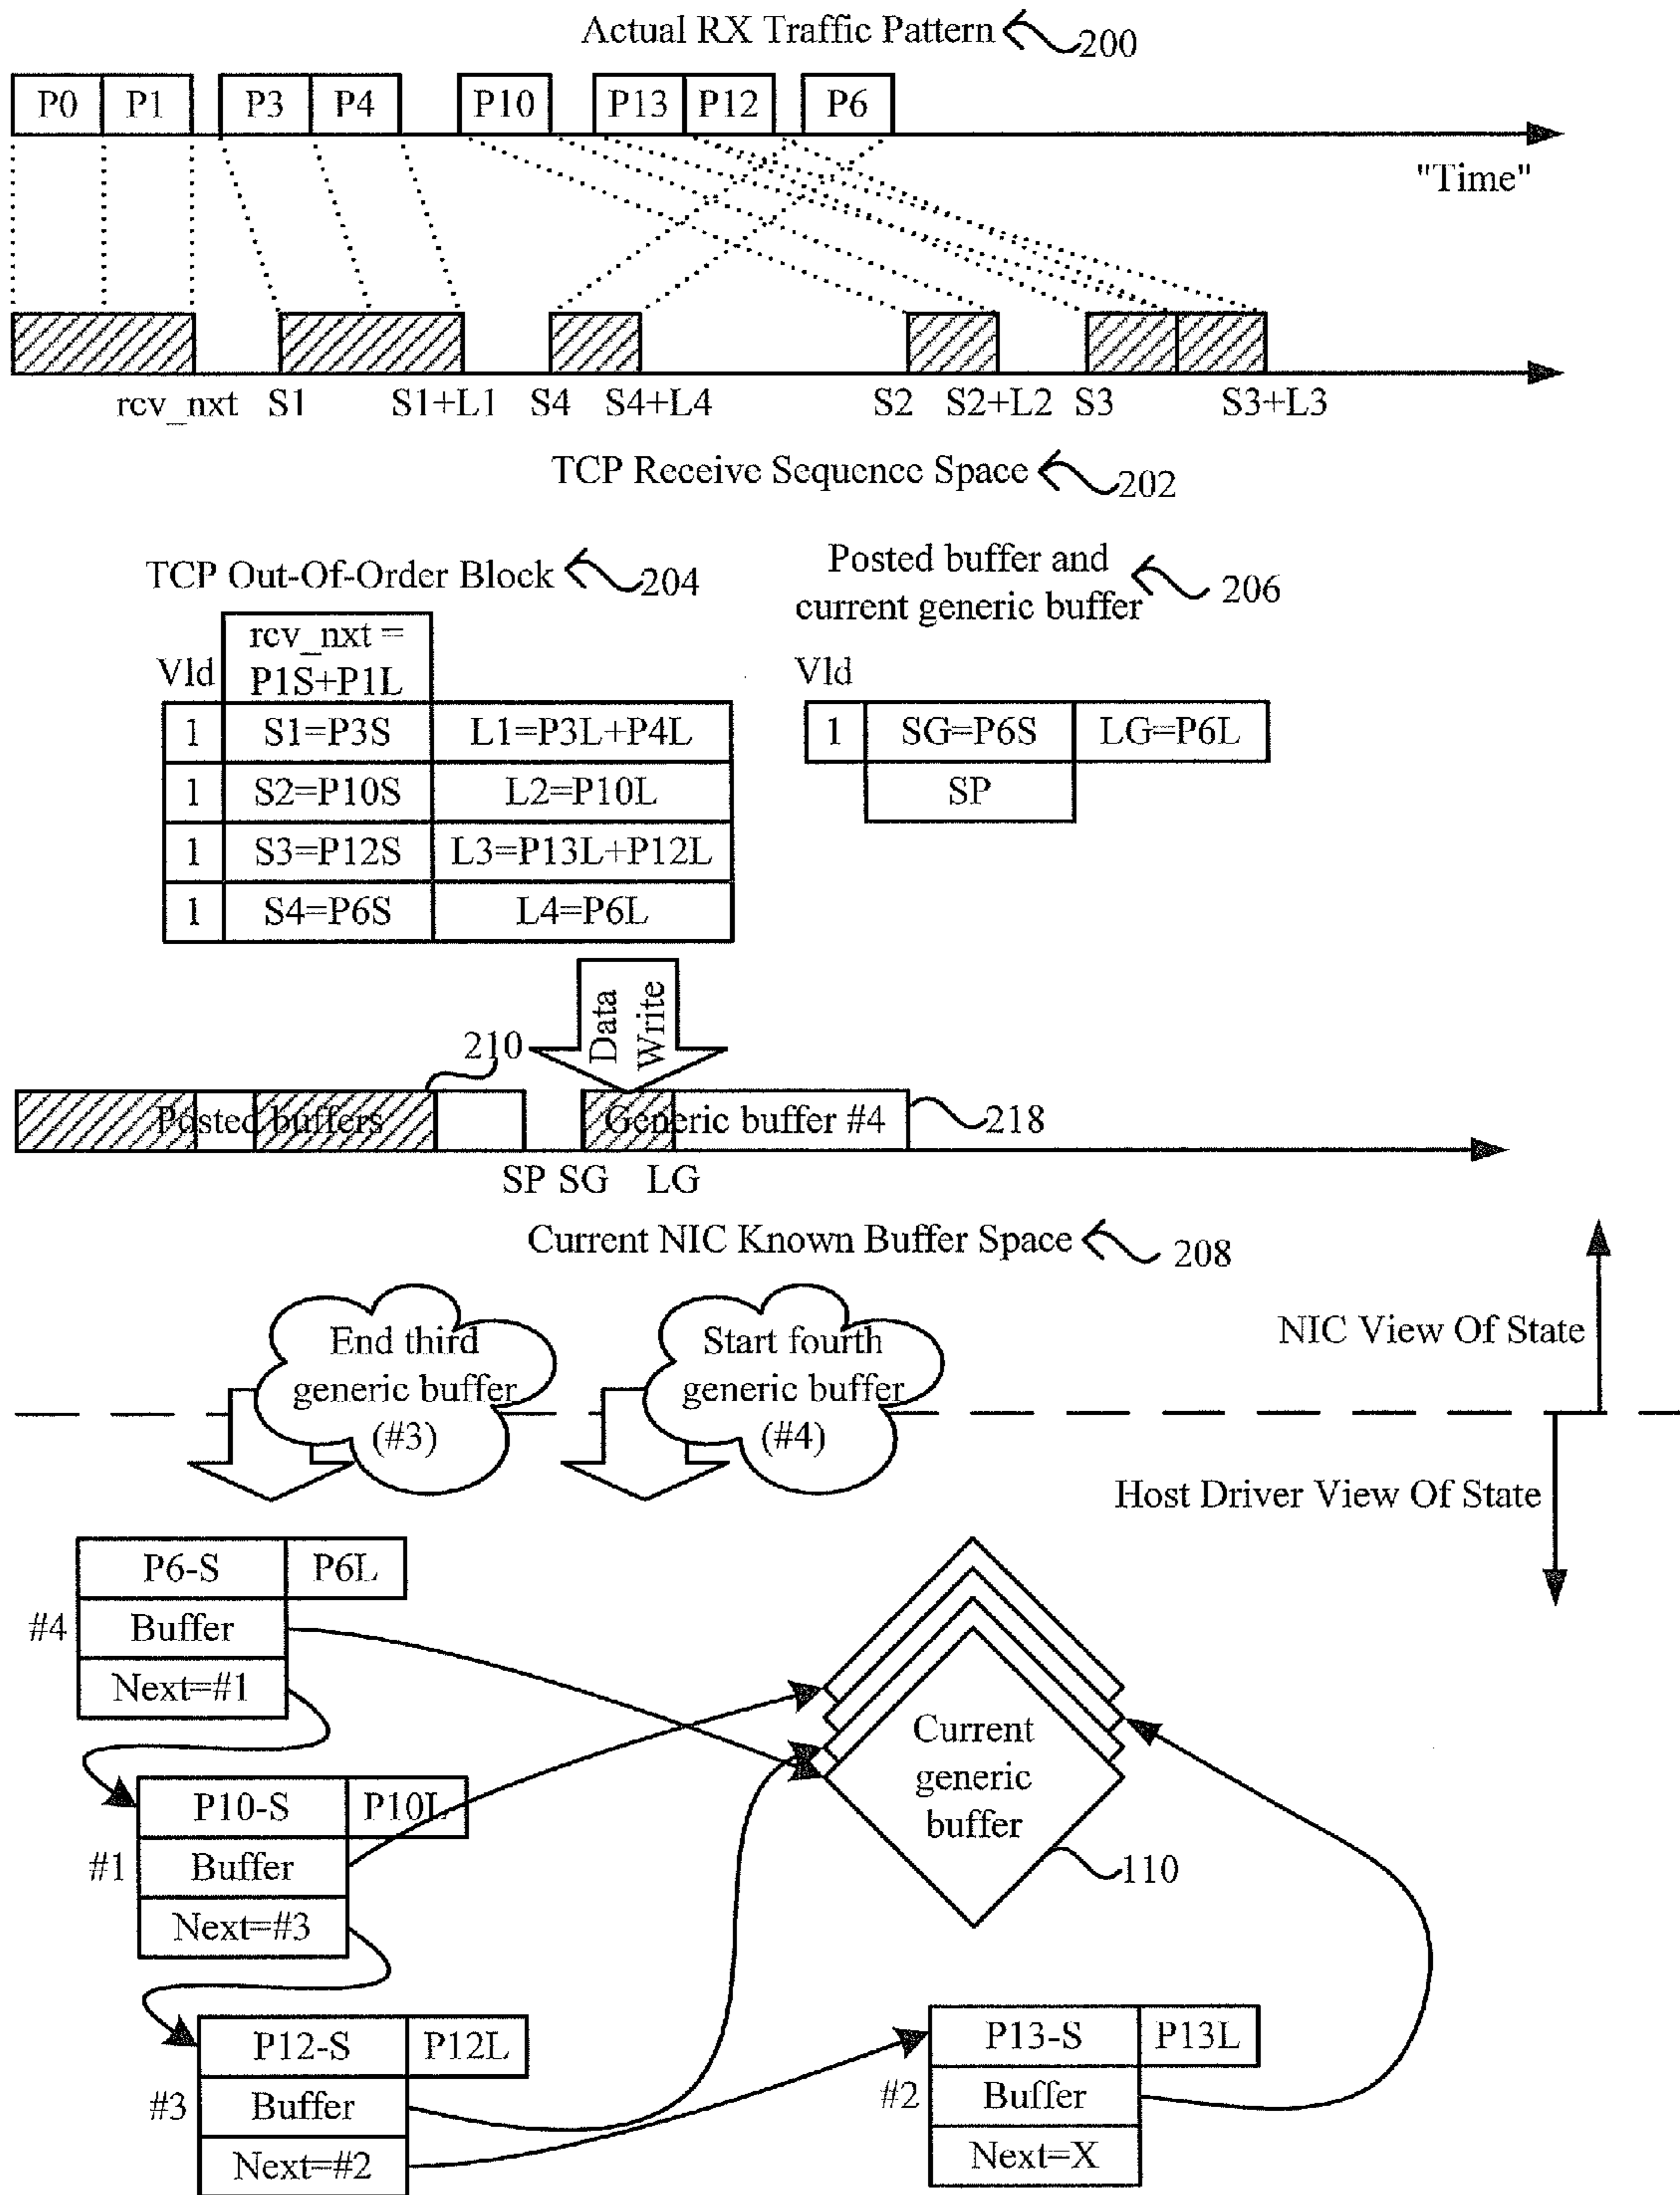 Actual RX Traffic Pattern 200
P0 P1 P3 P4 P10 P13 P12 P6
"Time"
rcv_nxt S1 S1+L1 S4 S4+L4 S2 S2+L2 S3 S3+L3
TCP Receive Sequence Space 202
TCP Out-Of-Order Block 204
Posted buffer and
current generic buffer 206
rcv_nxt =
Vld P1S+P1L
1 S1=P3S L1=P3L+P4L
1 S2=P10S L2=P10L
1 S3=P12S L3=P13L+P12L
1 S4=P6S L4=P6L
Vld
1 SG=P6S LG=P6L
SP
Data
Write
210
Posted buffers Generic buffer #4 218
SP SG LG
Current NIC Known Buffer Space 208
End third
generic buffer
(#3)
Start fourth
generic buffer
(#4)
NIC View Of State
Host Driver View Of State
P6-S P6L
#4 Buffer
Next=#1
P10-S P10L
#1 Buffer
Next=#3
Current
generic
buffer
110
P12-S P12L
#3 Buffer
Next=#2
P13-S P13L
#2 Buffer
Next=X